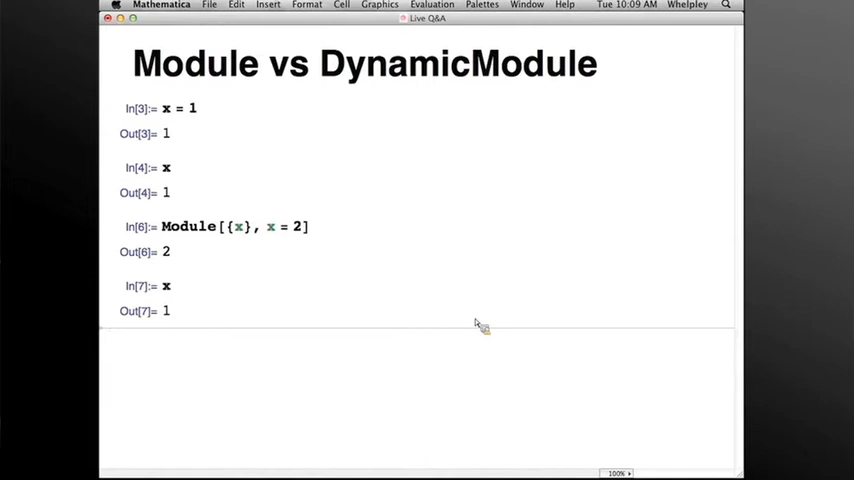 Mathematica File Edit Insert Format Cell Graphics Evaluation Palettes Window Help Tue 10:09 AM Whelpley
Live Q&A
Module vs DynamicModule
In[3]:= x = 1
Out[3]= 1
In[4]:= x
Out[4]= 1
In[6]:= Module[{x}, x = 2]
Out[6]= 2
In[7]:= x
Out[7]= 1
100%